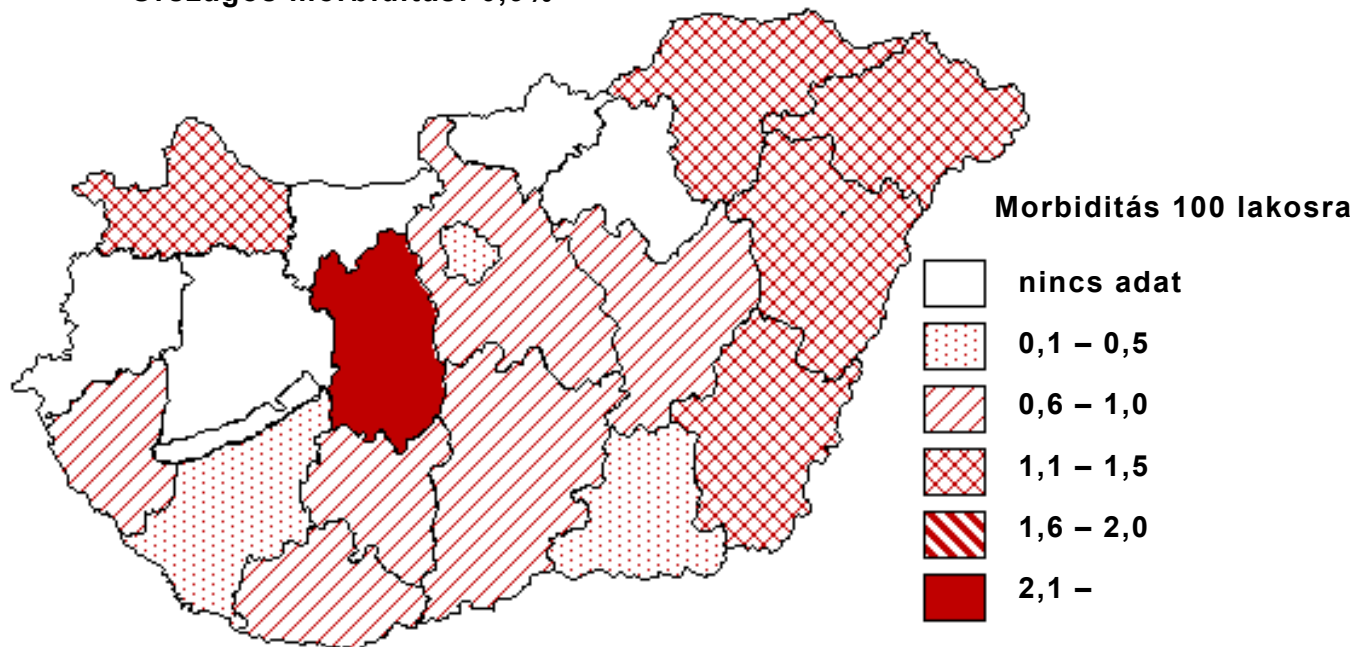 Morbiditás 100 lakosra
nincs adat
0,1 – 0,5
0,6 – 1,0
1,1 – 1,5
1,6 – 2,0
2,1 –